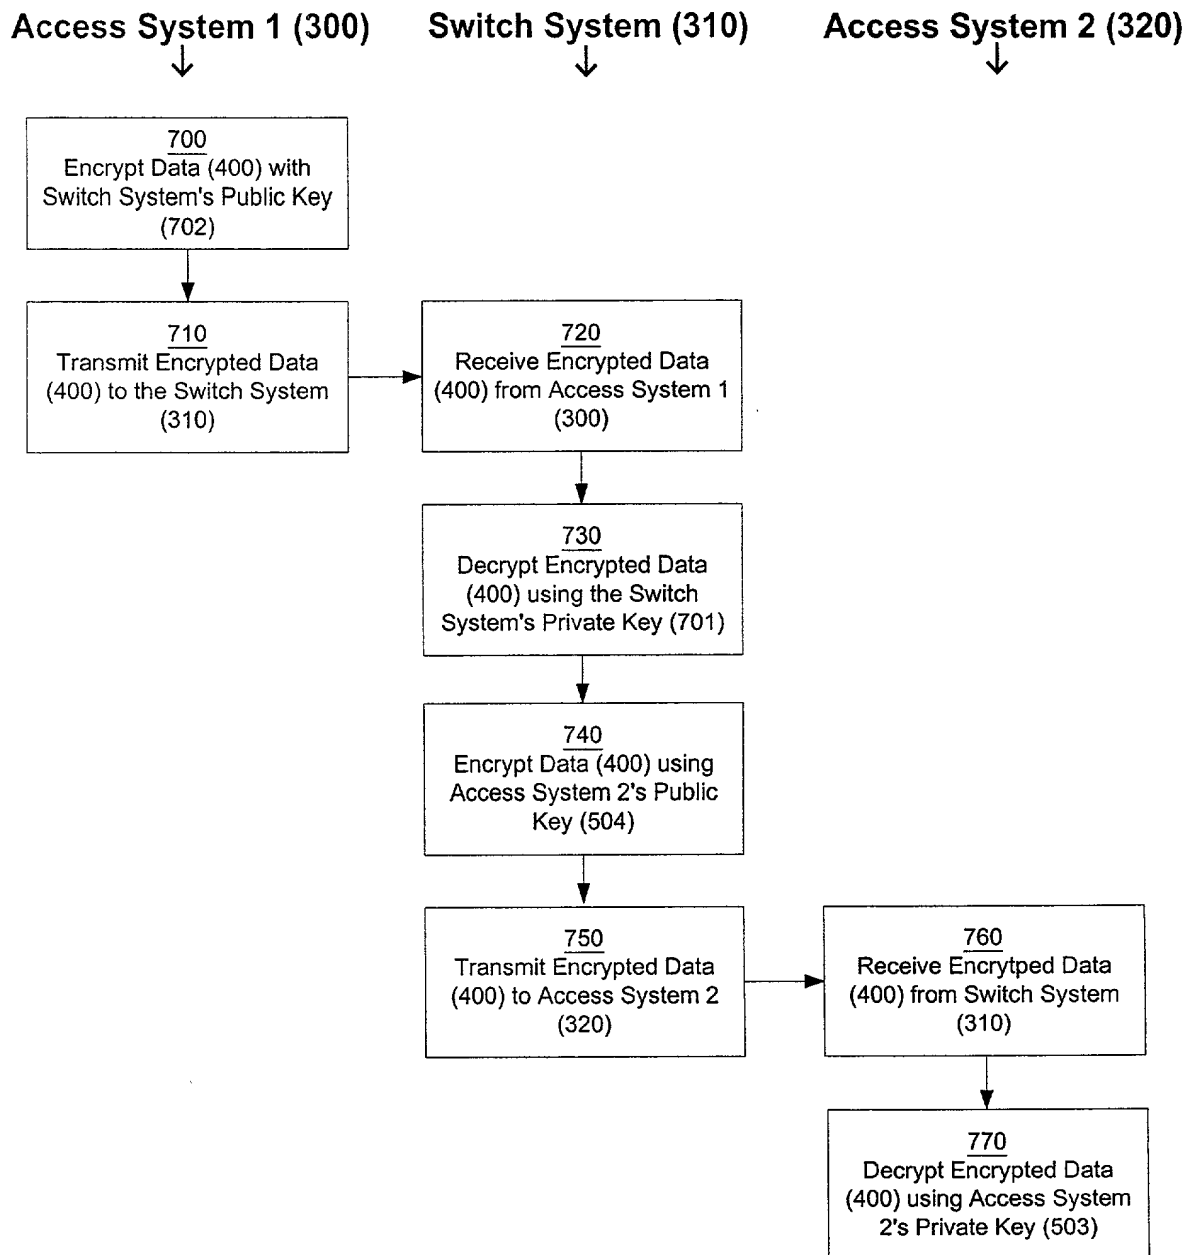 Access System 1 (300)
Switch System (310)
Access System 2 (320)
700
Encrypt Data (400) with
Switch System's Public Key
(702)
710
Transmit Encrypted Data
(400) to the Switch System
(310)
720
Receive Encrypted Data
(400) from Access System 1
(300)
730
Decrypt Encrypted Data
(400) using the Switch
System's Private Key (701)
740
Encrypt Data (400) using
Access System 2's Public
Key (504)
750
Transmit Encrypted Data
(400) to Access System 2
(320)
760
Receive Encrytped Data
(400) from Switch System
(310)
770
Decrypt Encrypted Data
(400) using Access System
2's Private Key (503)